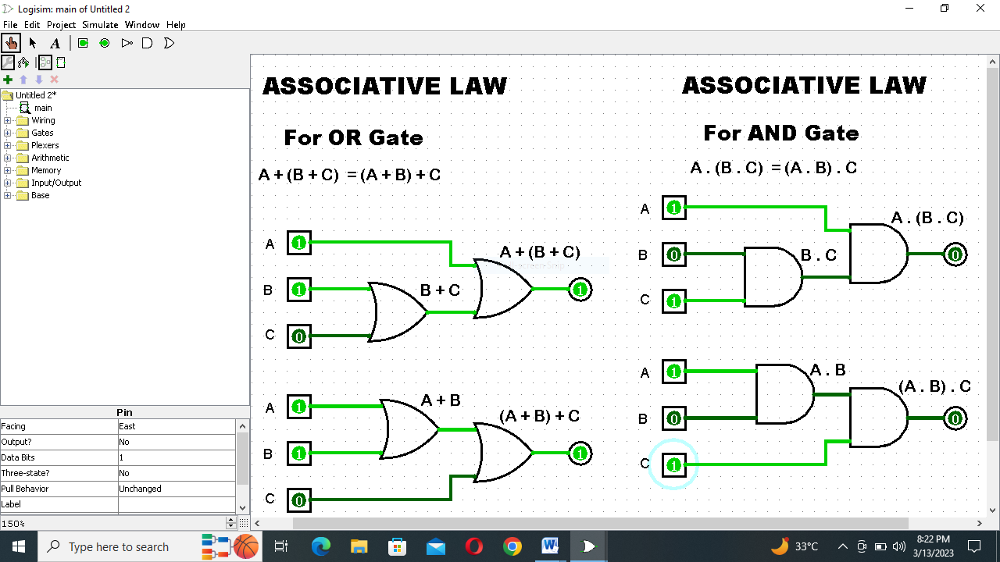 Logisim: main of Untitled 2
File Edit Project Simulate Window Help
A
Untitled 2*
main
Wiring
Gates
Plexers
Arithmetic
Memory
Input/Output
Base
Pin
Facing East
Output? No
Data Bits 1
Three-state? No
Pull Behavior Unchanged
Label
150%
ASSOCIATIVE LAW
For OR Gate
A + (B + C) = (A + B) + C
A 1
A + (B + C)
B 1
B + C
1
C 0
A 1
A + B
(A + B) + C
B 1
1
C 0
ASSOCIATIVE LAW
For AND Gate
A . (B . C) = (A . B) . C
A 1
A . (B . C)
B 0
B . C
0
C 1
A 1
A . B
(A . B) . C
B 0
0
C 1
Type here to search
33°C
8:22 PM
3/13/2023